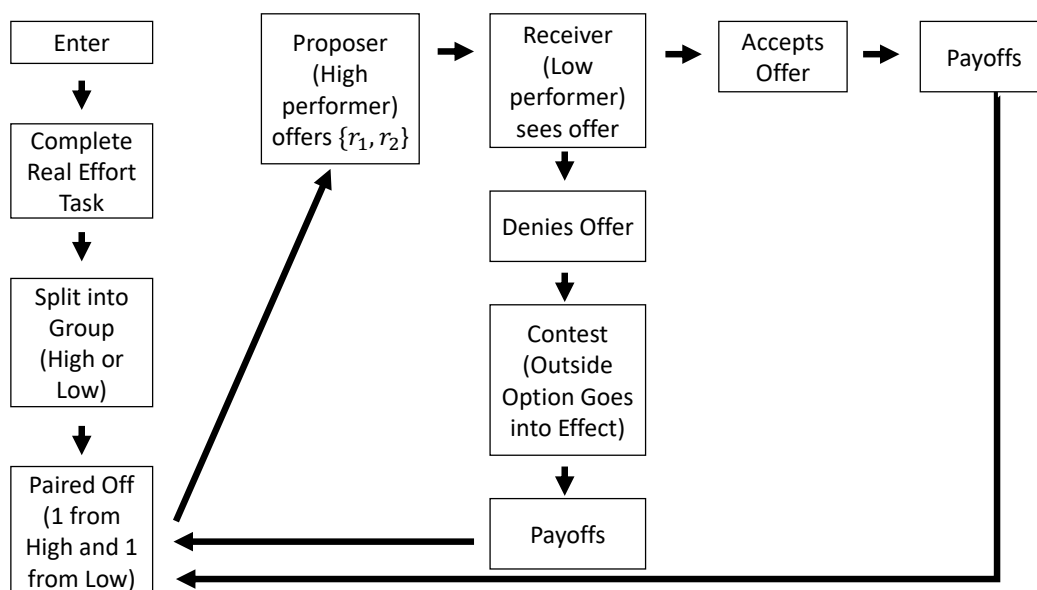 Enter
Complete
Real Effort
Task
Split into
Group
(High or
Low)
Paired Off
(1 from
High and 1
from Low)
Proposer
(High
performer)
offers {r₁, r₂}
Receiver
(Low
performer)
sees offer
Accepts
Offer
Payoffs
Denies Offer
Contest
(Outside
Option Goes
into Effect)
Payoffs